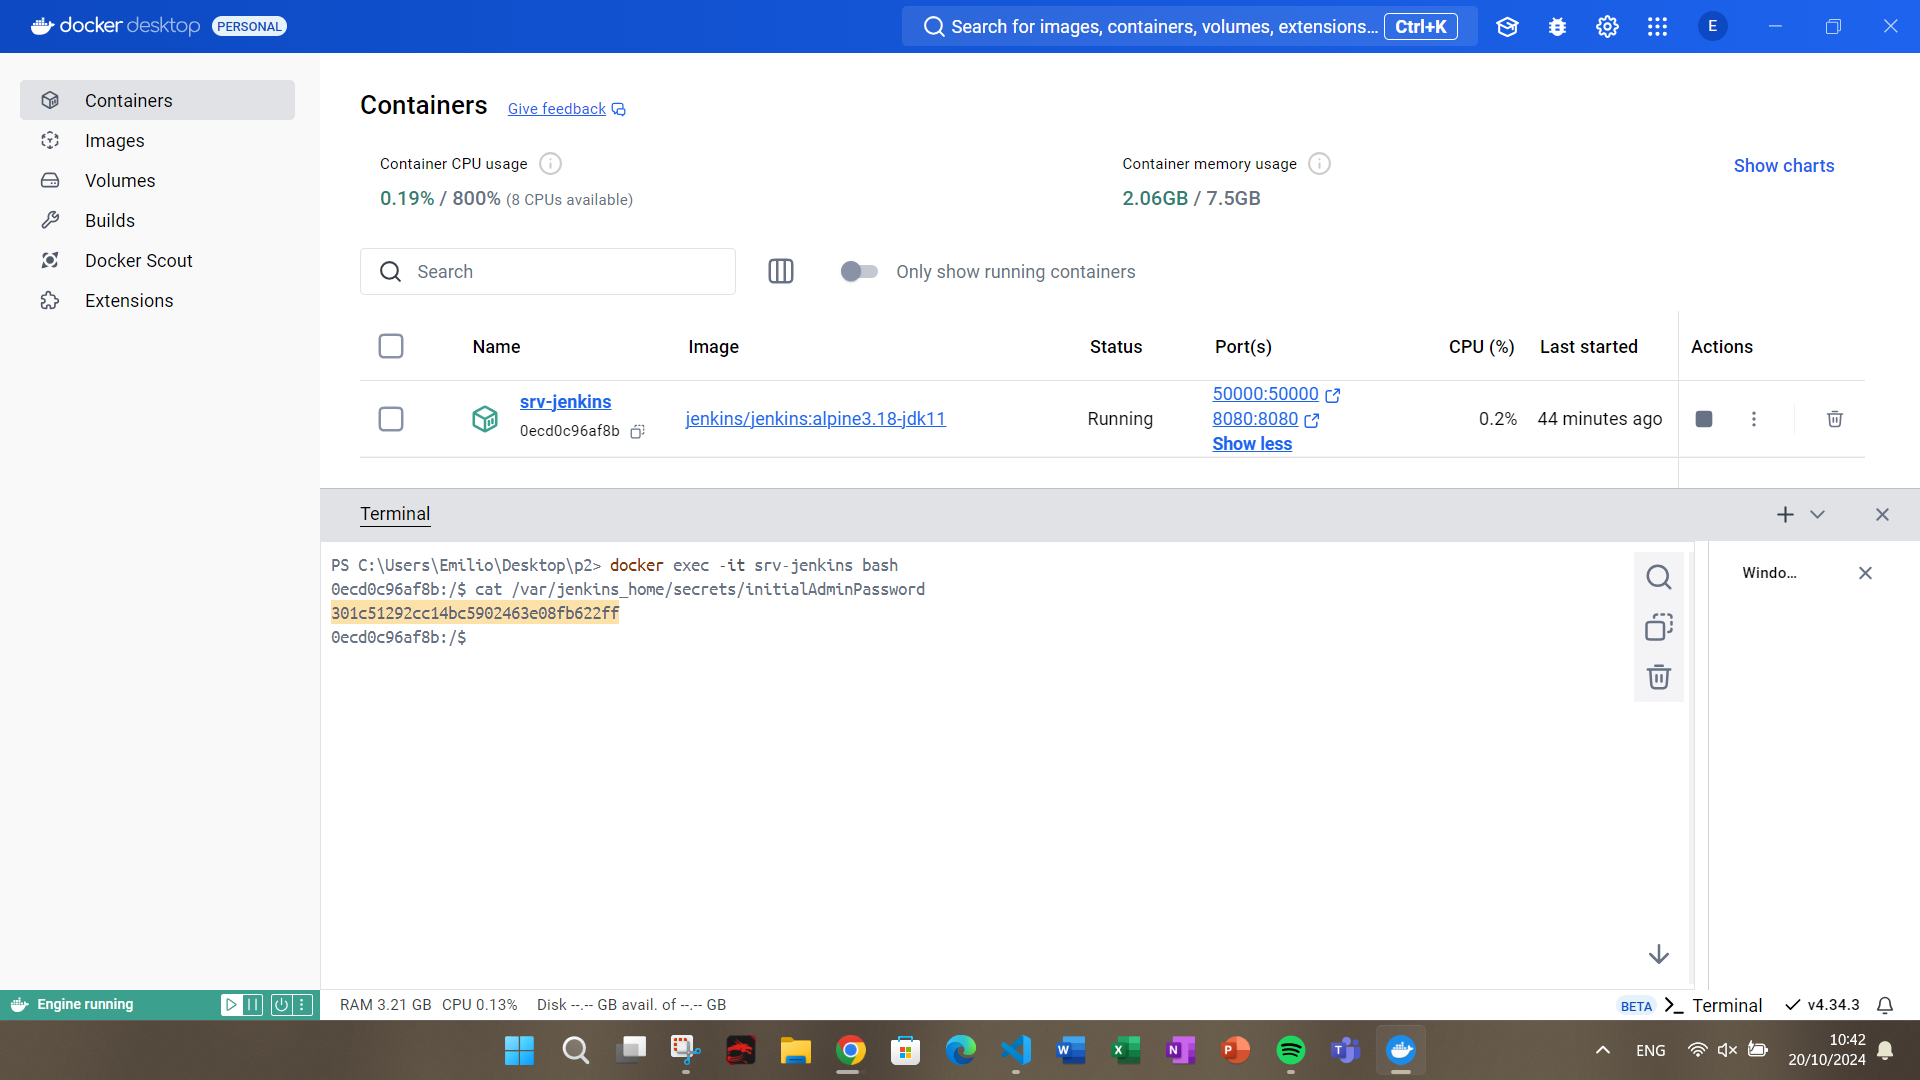 docker desktop PERSONAL
Search for images, containers, volumes, extensions... Ctrl+K
E
Containers
Images
Volumes
Builds
Docker Scout
Extensions
Containers Give feedback
Container CPU usage
0.19% / 800% (8 CPUs available)
Container memory usage
2.06GB / 7.5GB
Show charts
Search
Only show running containers
Name Image Status Port(s) CPU (%) Last started Actions
srv-jenkins
0ecd0c96af8b
jenkins/jenkins:alpine3.18-jdk11
Running
50000:50000
8080:8080
Show less
0.2%
44 minutes ago
Terminal
PS C:\Users\Emilio\Desktop\p2> docker exec -it srv-jenkins bash
0ecd0c96af8b:/$ cat /var/jenkins_home/secrets/initialAdminPassword
301c51292cc14bc5902463e08fb622ff
0ecd0c96af8b:/$
Windo...
Engine running
RAM 3.21 GB CPU 0.13% Disk --.-- GB avail. of --.-- GB
BETA Terminal v4.34.3
ENG
10:42
20/10/2024